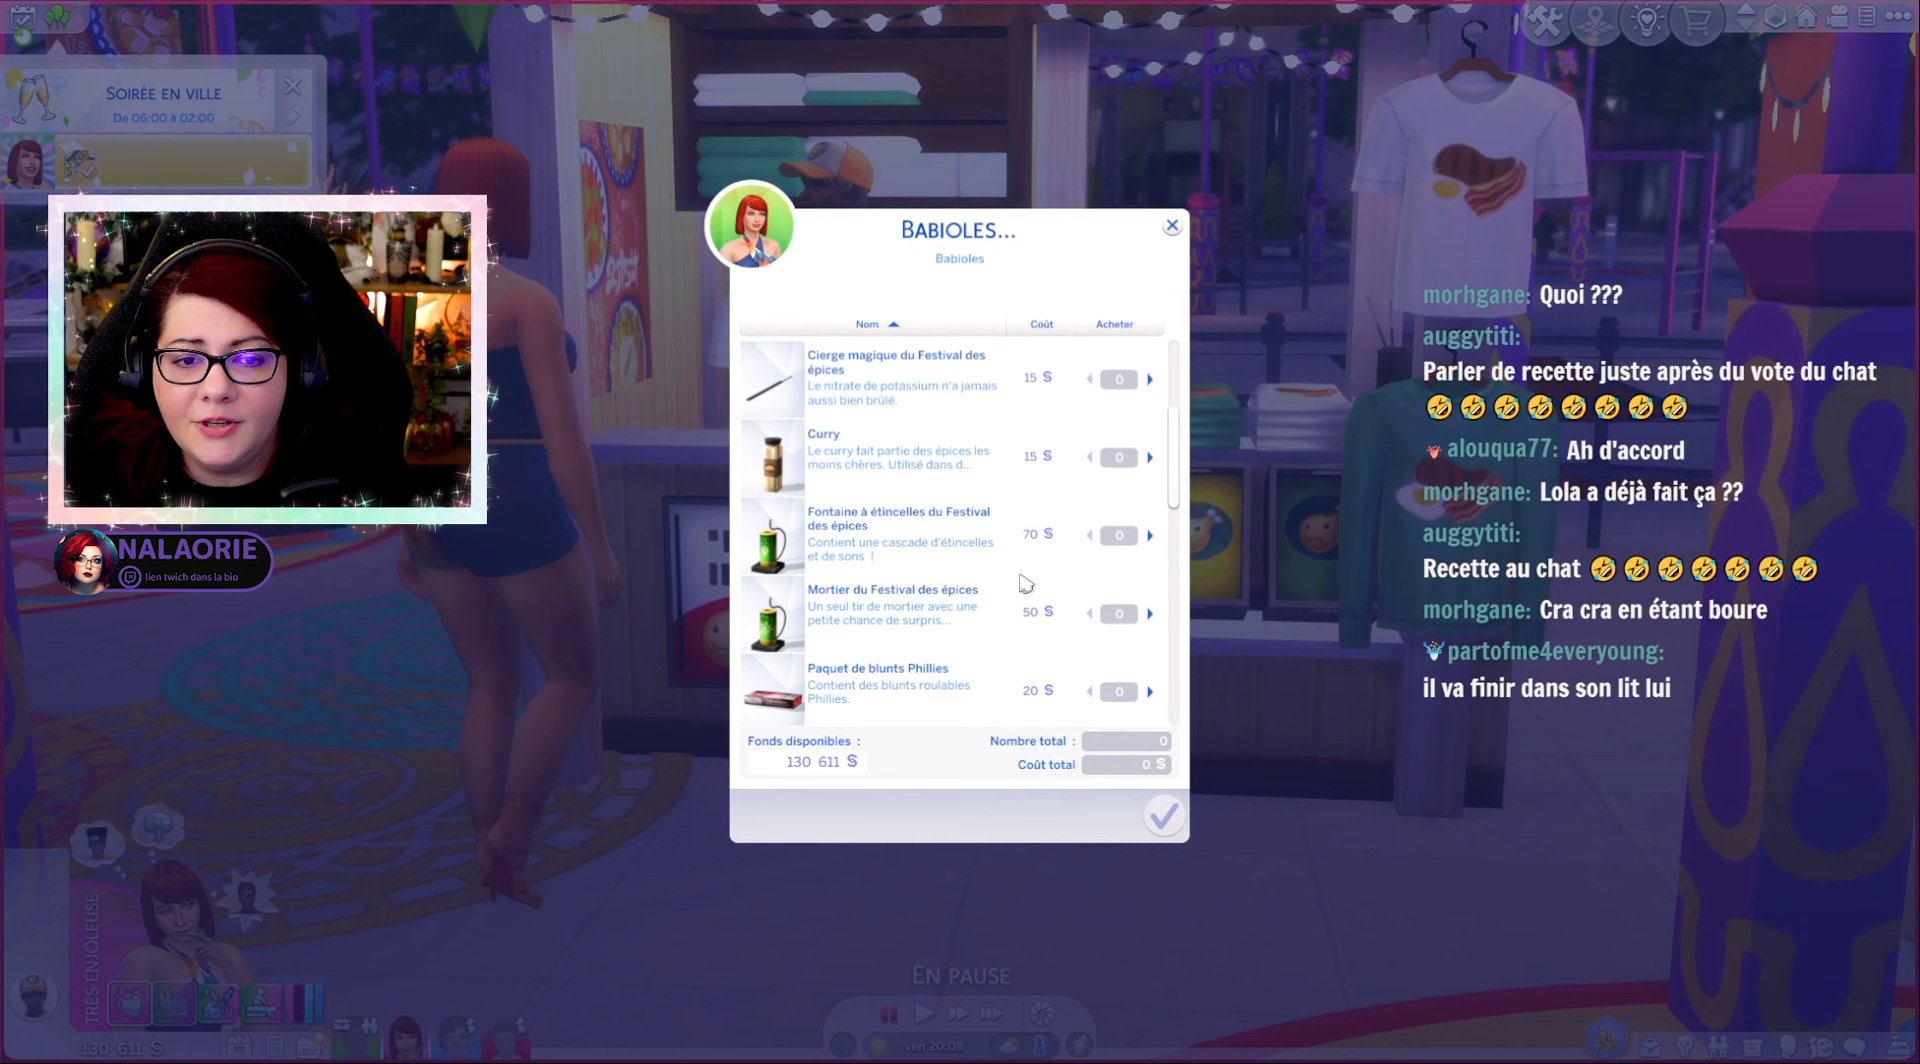 SOIRÉE EN VILLE
De 06:00 à 02:00
NALAORIE
lien twich dans la bio
BABIOLES...
Babioles
Nom
Coût
Acheter
Cierge magique du Festival des
épices
Le nitrate de potassium n'a jamais
aussi bien brûlé.
15 §
0
Curry
Le curry fait partie des épices les
moins chères. Utilisé dans d...
15 §
0
Fontaine à étincelles du Festival
des épices
Contient une cascade d'étincelles
et de sons !
70 §
0
Mortier du Festival des épices
Un seul tir de mortier avec une
petite chance de surpris...
50 §
0
Paquet de blunts Phillies
Contient des blunts roulables
Phillies.
20 §
0
Fonds disponibles :
130 611 §
Nombre total :
0
Coût total
0 §
morhgane: Quoi ???
auggytiti:
Parler de recette juste après du vote du chat
🤣🤣🤣🤣🤣🤣🤣🤣
alouqua77: Ah d'accord
morhgane: Lola a déjà fait ça ??
auggytiti:
Recette au chat 🤣🤣🤣🤣🤣🤣🤣
morhgane: Cra cra en étant boure
partofme4everyoung:
il va finir dans son lit lui
TRÈS ENJÔLEUSE
130 611 §
EN PAUSE
ven 20:08